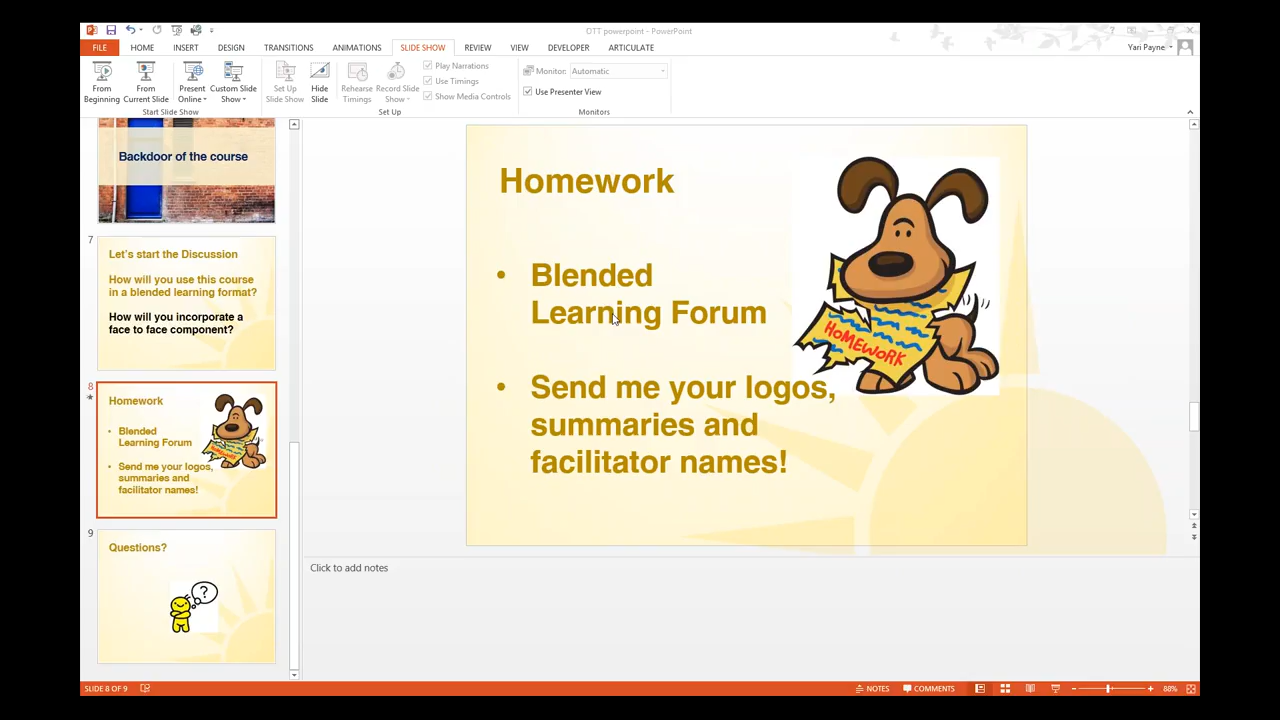 OTT powerpoint - PowerPoint
FILE HOME INSERT DESIGN TRANSITIONS ANIMATIONS SLIDE SHOW REVIEW VIEW DEVELOPER ARTICULATE
Yari Payne
From Beginning
From Current Slide
Present Online
Custom Slide Show
Start Slide Show
Set Up Slide Show
Hide Slide
Rehearse Timings
Record Slide Show
Play Narrations
Use Timings
Show Media Controls
Set Up
Monitor: Automatic
Use Presenter View
Monitors
Backdoor of the course
7
Let's start the Discussion
How will you use this course
in a blended learning format?
How will you incorporate a
face to face component?
8
Homework
• Blended
Learning Forum
• Send me your logos,
summaries and
facilitator names!
HOMEWORK
9
Questions?
?
Homework
• Blended
Learning Forum
• Send me your logos,
summaries and
facilitator names!
HOMEWORK
Click to add notes
SLIDE 8 OF 9
NOTES COMMENTS 88%